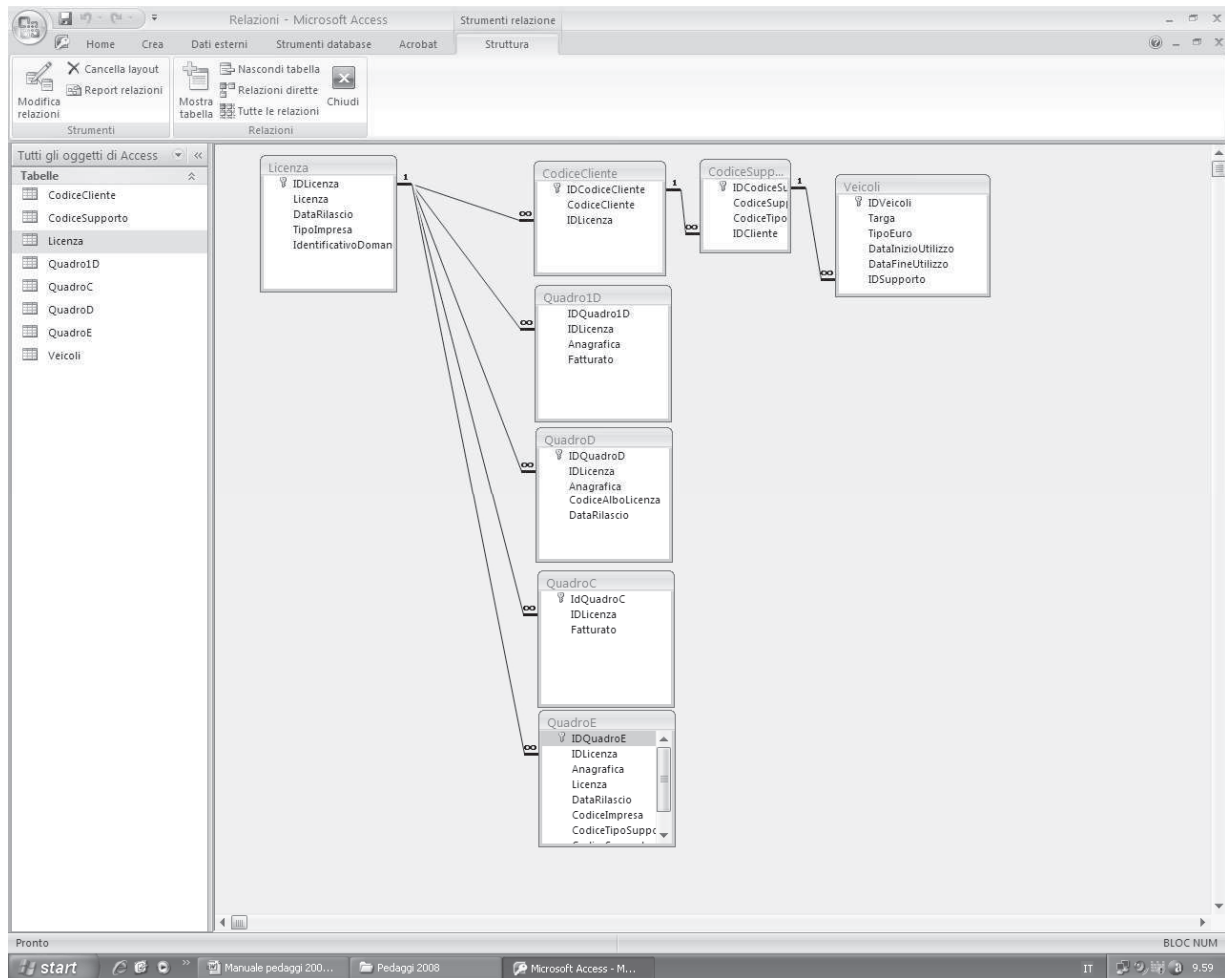 Relazioni - Microsoft Access
Strumenti relazione
Home Crea Dati esterni Strumenti database Acrobat Struttura
Modifica relazioni
Cancella layout
Report relazioni
Strumenti
Mostra tabella
Nascondi tabella
Relazioni dirette
Tutte le relazioni
Chiudi
Relazioni
Tutti gli oggetti di Access
Tabelle
CodiceCliente
CodiceSupporto
Licenza
Quadro1D
QuadroC
QuadroD
QuadroE
Veicoli
Licenza
IDLicenza
Licenza
DataRilascio
TipoImpresa
IdentificativoDoman
1
∞
CodiceCliente
IDCodiceCliente
CodiceCliente
IDLicenza
1
∞
CodiceSupp...
IDCodiceSu
CodiceSupp
CodiceTipo
IDCliente
1
∞
Veicoli
IDVeicoli
Targa
TipoEuro
DataInizioUtilizzo
DataFineUtilizzo
IDSupporto
∞
Quadro1D
IDQuadro1D
IDLicenza
Anagrafica
Fatturato
∞
QuadroD
IDQuadroD
IDLicenza
Anagrafica
CodiceAlboLicenza
DataRilascio
∞
QuadroC
IdQuadroC
IDLicenza
Fatturato
∞
QuadroE
IDQuadroE
IDLicenza
Anagrafica
Licenza
DataRilascio
CodiceImpresa
CodiceTipoSuppo
Pronto
BLOC NUM
start
Manuale pedaggi 200...
Pedaggi 2008
Microsoft Access - M...
IT
9.59